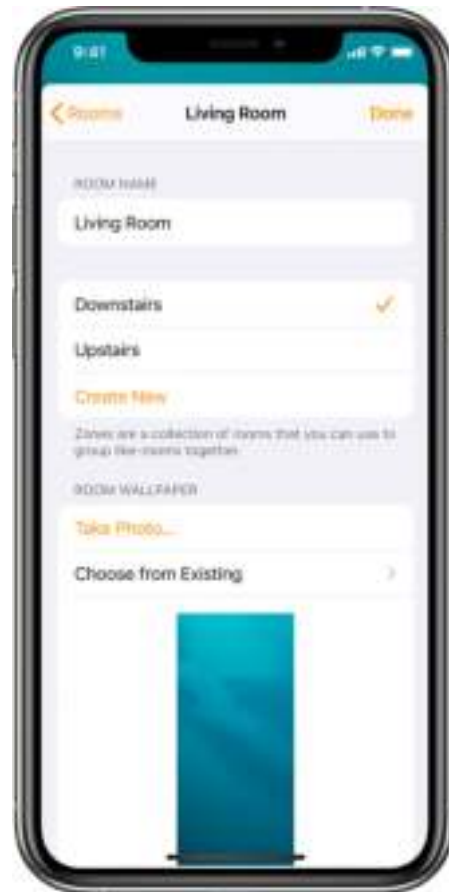 9:41
Rooms
Living Room
Done
ROOM NAME
Living Room
Downstairs
Upstairs
Create New
Zones are a collection of rooms that you can use to
group like-rooms together.
ROOM WALLPAPER
Take Photo...
Choose from Existing